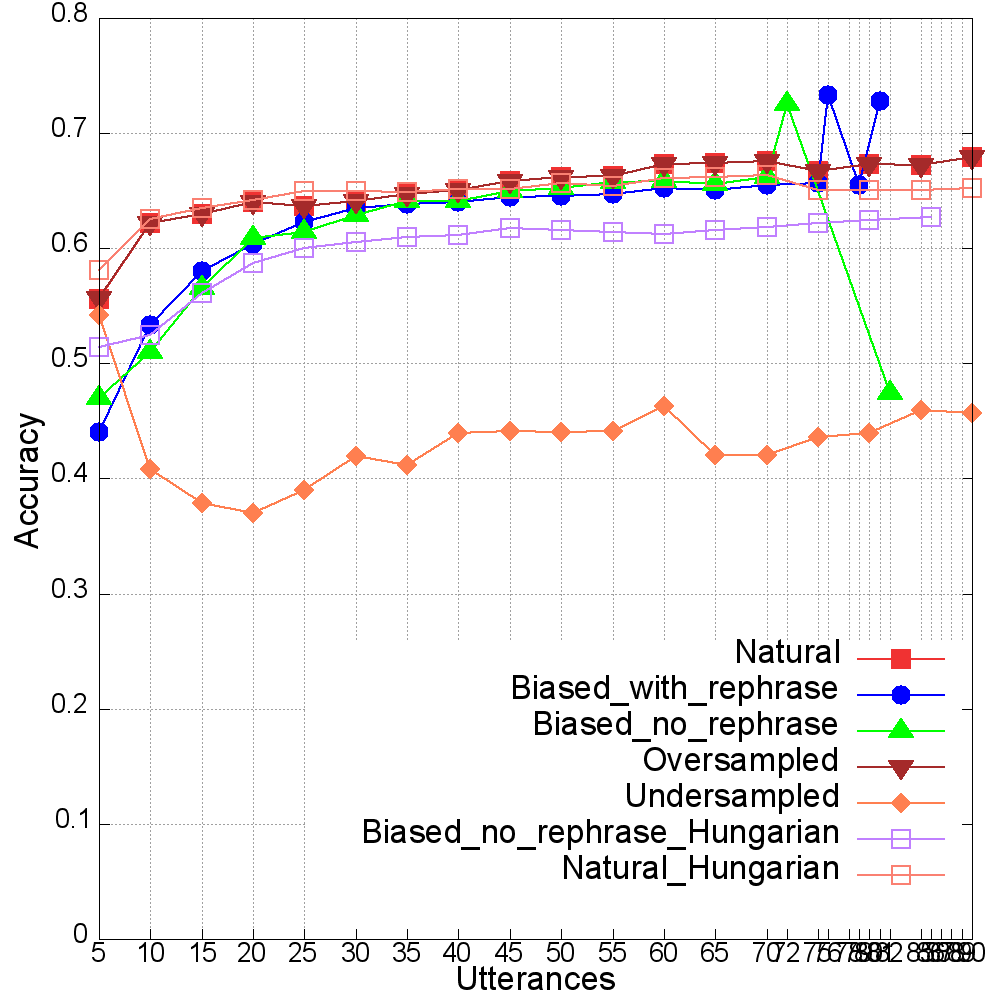 0.8
0.7
0.6
0.5
0.4
0.3
0.2
0.1
0
Accuracy
Natural
Biased_with_rephrase
Biased_no_rephrase
Oversampled
Undersampled
Biased_no_rephrase_Hungarian
Natural_Hungarian
5 10 15 20 25 30 35 40 45 50 55 60 65 70 72
Utterances